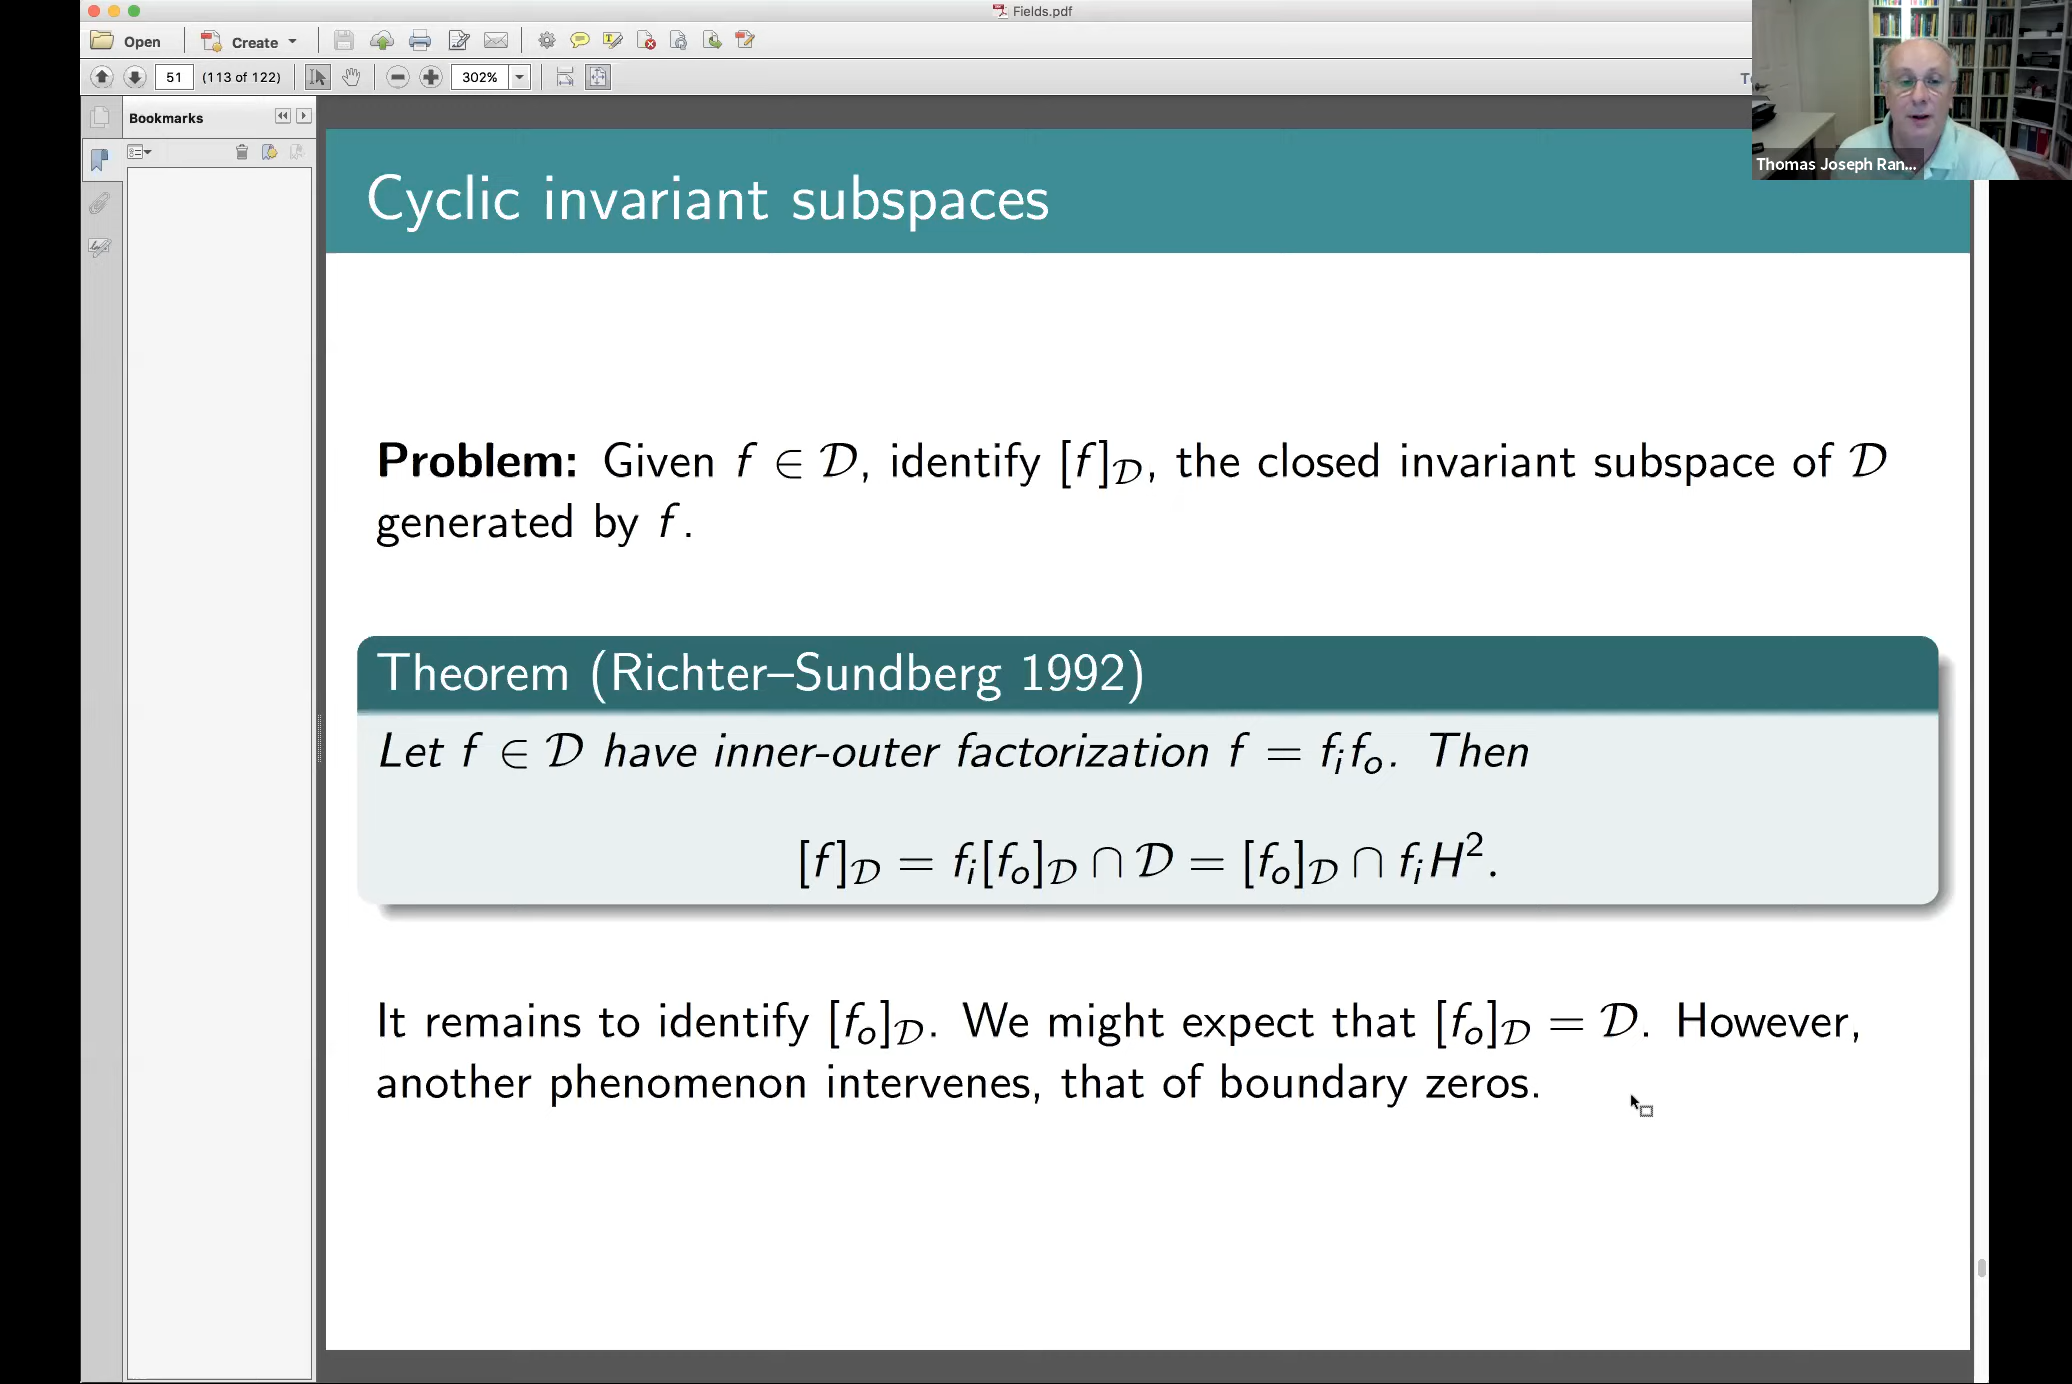 Fields.pdf
Open
Create
51 (113 of 122) 302%
T
Thomas Joseph Ran...
Bookmarks
Cyclic invariant subspaces
Problem: Given f ∈ 𝒟, identify [f]_𝒟, the closed invariant subspace of 𝒟
generated by f.
Theorem (Richter–Sundberg 1992)
Let f ∈ 𝒟 have inner-outer factorization f = f_i f_o. Then
[f]_𝒟 = f_i[f_o]_𝒟 ∩ 𝒟 = [f_o]_𝒟 ∩ f_i H².
It remains to identify [f_o]_𝒟. We might expect that [f_o]_𝒟 = 𝒟. However,
another phenomenon intervenes, that of boundary zeros.